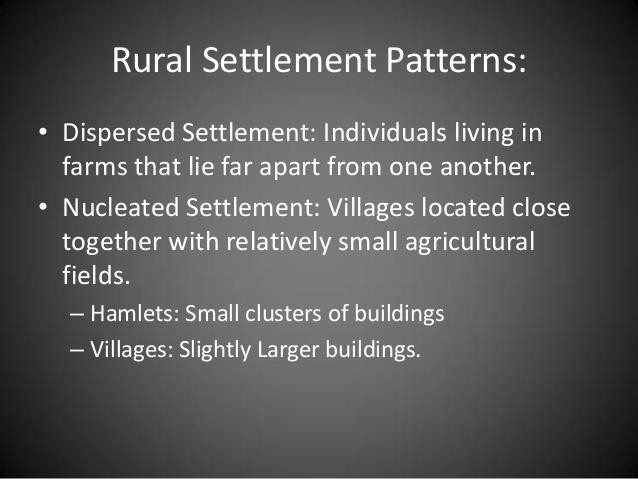 Rural Settlement Patterns:
• Dispersed Settlement: Individuals living in
farms that lie far apart from one another.
• Nucleated Settlement: Villages located close
together with relatively small agricultural
fields.
– Hamlets: Small clusters of buildings
– Villages: Slightly Larger buildings.